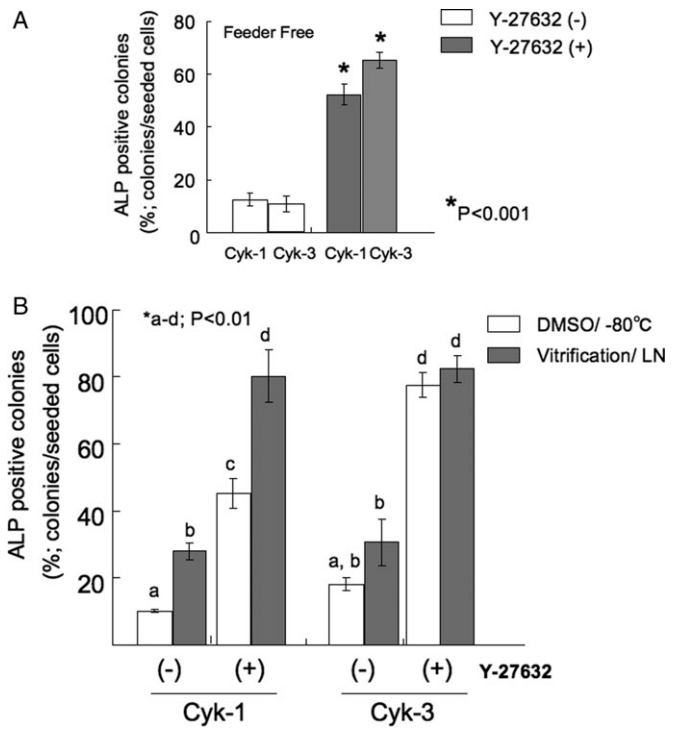 A
Feeder Free
Y-27632 (-)
Y-27632 (+)
ALP positive colonies
(%; colonies/seeded cells)
80
60
40
20
0
* *
*P<0.001
Cyk-1 Cyk-3 Cyk-1 Cyk-3
B
*a-d; P<0.01
DMSO/ -80℃
Vitrification/ LN
ALP positive colonies
(%; colonies/seeded cells)
100
80
60
40
20
a b c d a, b b d d
(-) (+) (-) (+) Y-27632
Cyk-1 Cyk-3